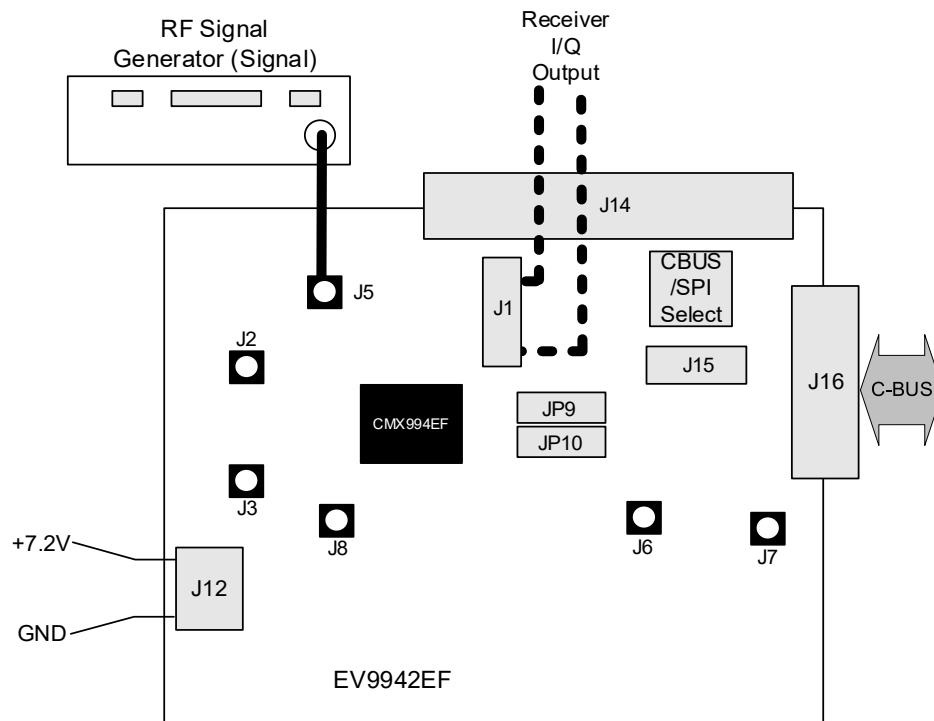 RF Signal
Generator (Signal)
Receiver
I/Q
Output
J14
J5
J1
CBUS
/SPI
Select
J2
J15
J16
C-BUS
CMX994EF
JP9
JP10
J3
J8
J6
J7
+7.2V
J12
GND
EV9942EF